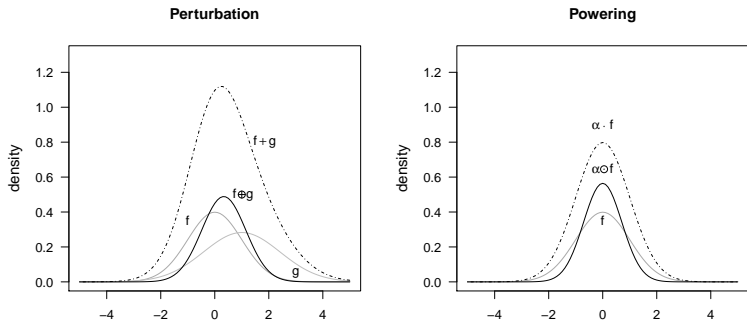 Perturbation
density
1.2
1.0
0.8
0.6
0.4
0.2
0.0
−4
−2
0
2
4
f + g
f⊕g
f
g
Powering
density
1.2
1.0
0.8
0.6
0.4
0.2
0.0
−4
−2
0
2
4
α · f
α⊙f
f